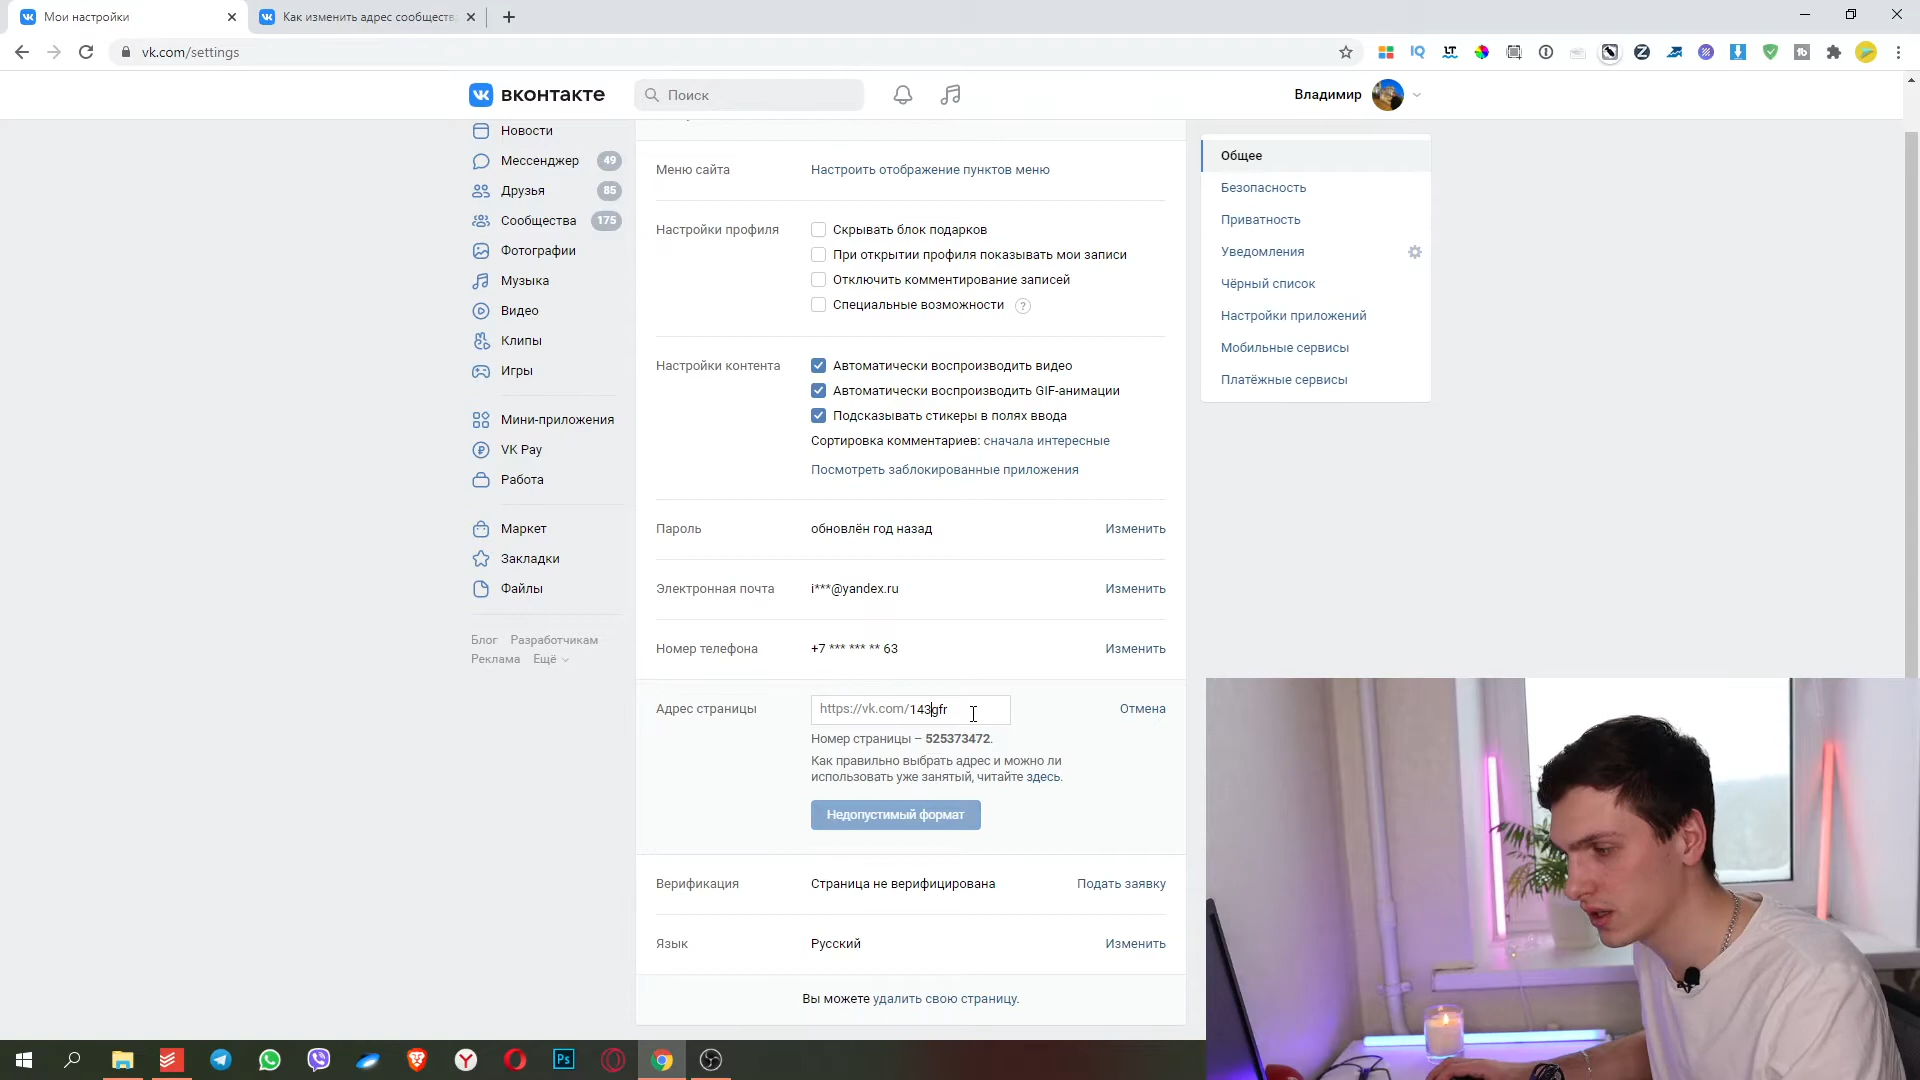 Мои настройки
Как изменить адрес сообществ
vk.com/settings
вконтакте
Поиск
Владимир
Новости
Мессенджер 49
Друзья 85
Сообщества 175
Фотографии
Музыка
Видео
Клипы
Игры
Мини-приложения
VK Pay
Работа
Маркет
Закладки
Файлы
Блог Разработчикам
Реклама Ещё
Меню сайта Настроить отображение пунктов меню
Настройки профиля
Скрывать блок подарков
При открытии профиля показывать мои записи
Отключить комментирование записей
Специальные возможности ?
Настройки контента
Автоматически воспроизводить видео
Автоматически воспроизводить GIF-анимации
Подсказывать стикеры в полях ввода
Сортировка комментариев: сначала интересные
Посмотреть заблокированные приложения
Пароль обновлён год назад Изменить
Электронная почта i***@yandex.ru Изменить
Номер телефона +7 *** *** ** 63 Изменить
Адрес страницы https://vk.com/143gfr Отмена
Номер страницы – 525373472.
Как правильно выбрать адрес и можно ли
использовать уже занятый, читайте здесь.
Недопустимый формат
Верификация Страница не верифицирована Подать заявку
Язык Русский Изменить
Вы можете удалить свою страницу.
Общее
Безопасность
Приватность
Уведомления
Чёрный список
Настройки приложений
Мобильные сервисы
Платёжные сервисы